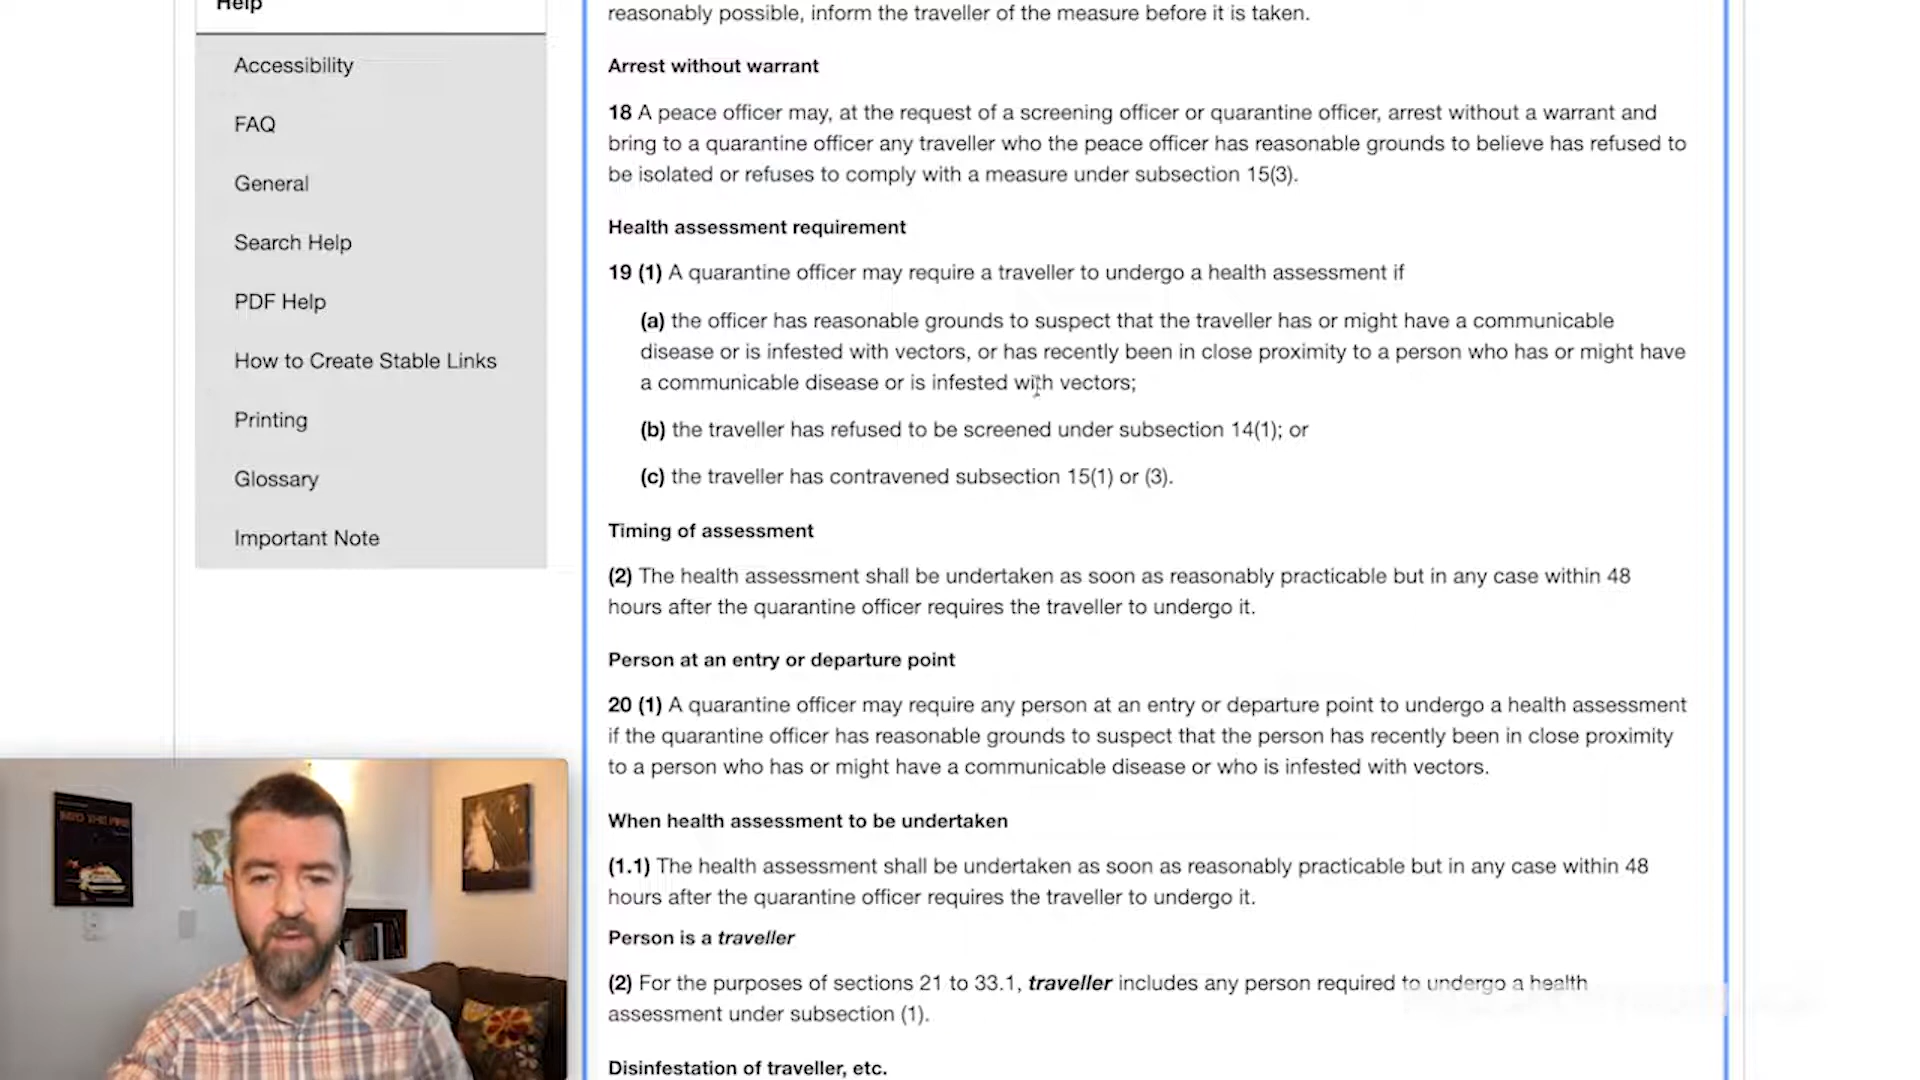 Help
Accessibility
FAQ
General
Search Help
PDF Help
How to Create Stable Links
Printing
Glossary
Important Note
reasonably possible, inform the traveller of the measure before it is taken.
Arrest without warrant
18 A peace officer may, at the request of a screening officer or quarantine officer, arrest without a warrant and
bring to a quarantine officer any traveller who the peace officer has reasonable grounds to believe has refused to
be isolated or refuses to comply with a measure under subsection 15(3).
Health assessment requirement
19 (1) A quarantine officer may require a traveller to undergo a health assessment if
(a) the officer has reasonable grounds to suspect that the traveller has or might have a communicable
disease or is infested with vectors, or has recently been in close proximity to a person who has or might have
a communicable disease or is infested with vectors;
(b) the traveller has refused to be screened under subsection 14(1); or
(c) the traveller has contravened subsection 15(1) or (3).
Timing of assessment
(2) The health assessment shall be undertaken as soon as reasonably practicable but in any case within 48
hours after the quarantine officer requires the traveller to undergo it.
Person at an entry or departure point
20 (1) A quarantine officer may require any person at an entry or departure point to undergo a health assessment
if the quarantine officer has reasonable grounds to suspect that the person has recently been in close proximity
to a person who has or might have a communicable disease or who is infested with vectors.
When health assessment to be undertaken
(1.1) The health assessment shall be undertaken as soon as reasonably practicable but in any case within 48
hours after the quarantine officer requires the traveller to undergo it.
Person is a traveller
(2) For the purposes of sections 21 to 33.1, traveller includes any person required to undergo a health
assessment under subsection (1).
Disinfestation of traveller, etc.
INTO THE FIRE